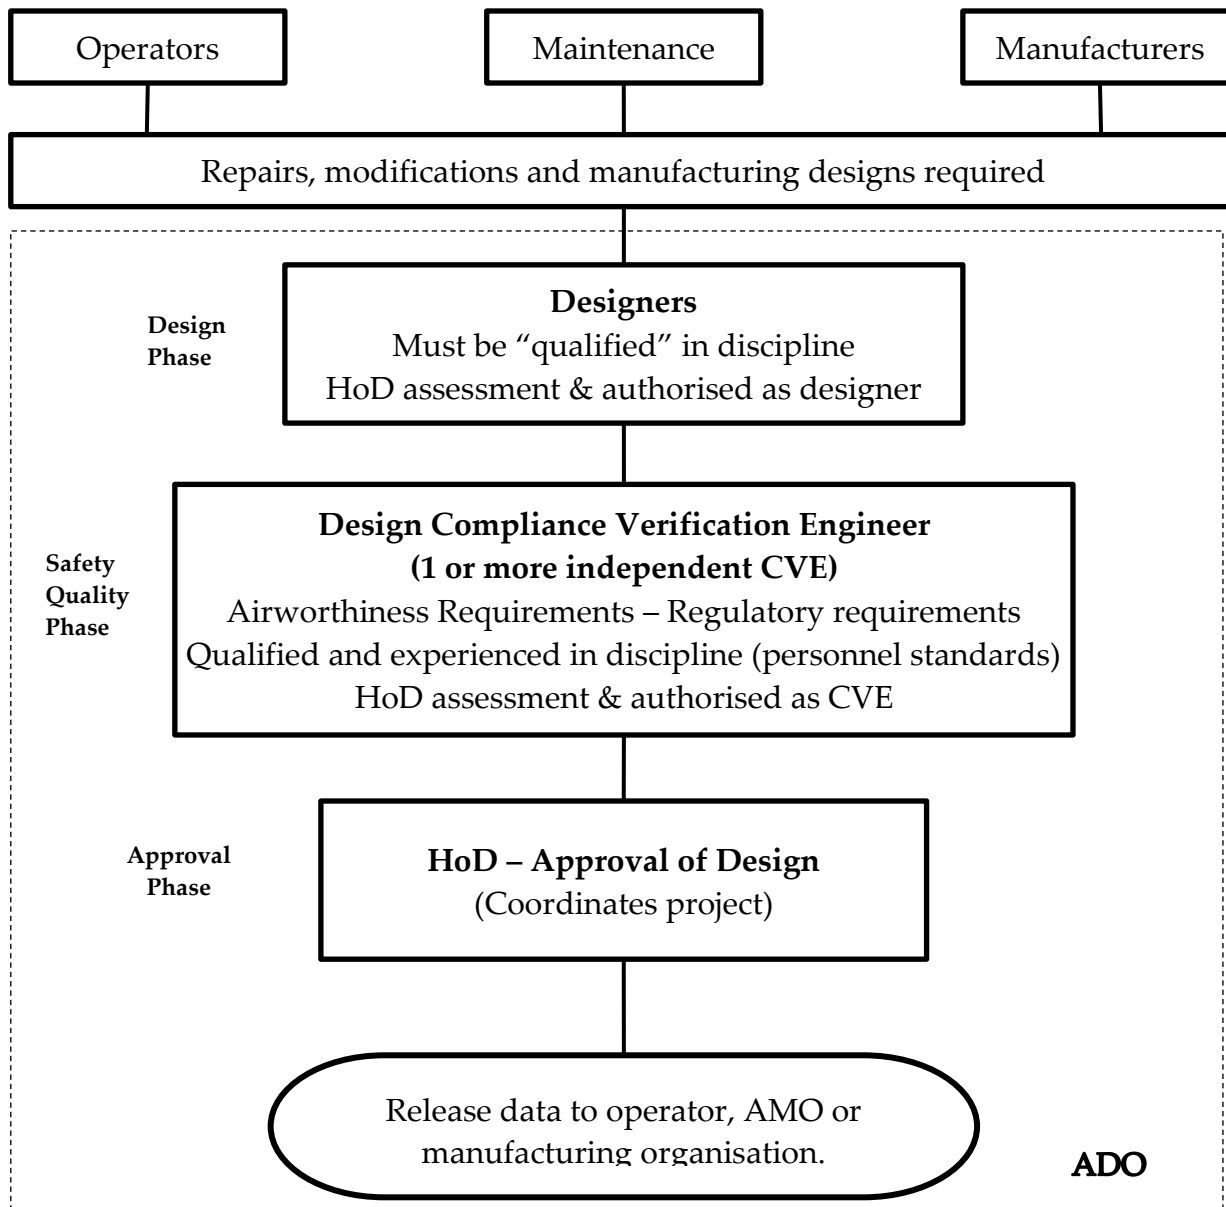 Operators
Maintenance
Manufacturers
Repairs, modifications and manufacturing designs required
Design
Phase
Designers
Must be “qualified” in discipline
HoD assessment & authorised as designer
Safety
Quality
Phase
Design Compliance Verification Engineer
(1 or more independent CVE)
Airworthiness Requirements – Regulatory requirements
Qualified and experienced in discipline (personnel standards)
HoD assessment & authorised as CVE
Approval
Phase
HoD – Approval of Design
(Coordinates project)
Release data to operator, AMO or
manufacturing organisation.
ADO